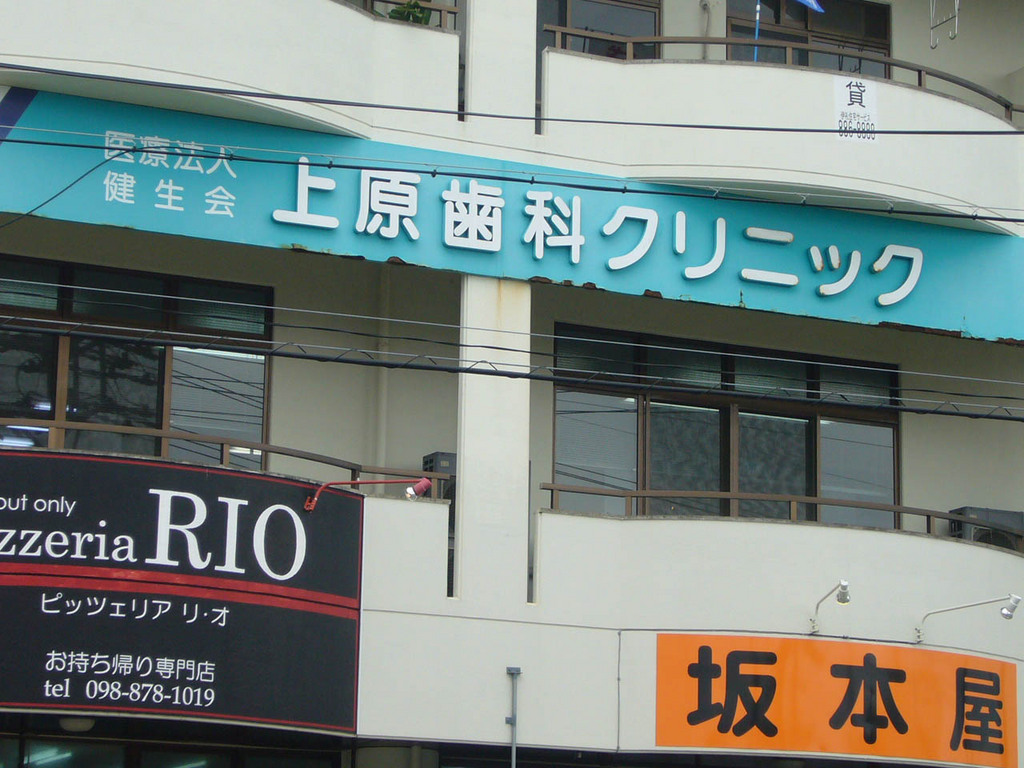 貸
医療法人
健生会
上原歯科クリニック
out only
zzeria RIO
ピッツェリア リ・オ
お持ち帰り専門店
tel 098-878-1019
坂本屋